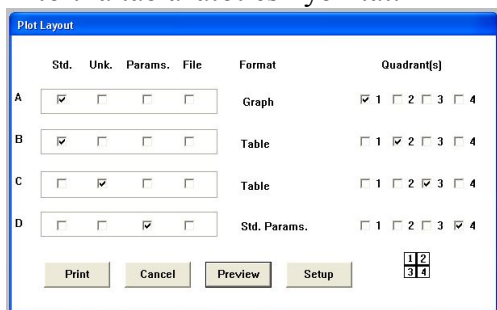 Plot Layout
Std. Unk. Params. File Format Quadrant(s)
A Graph 1 2 3 4
B Table 1 2 3 4
C Table 1 2 3 4
D Std. Params. 1 2 3 4
Print Cancel Preview Setup
1 2
3 4